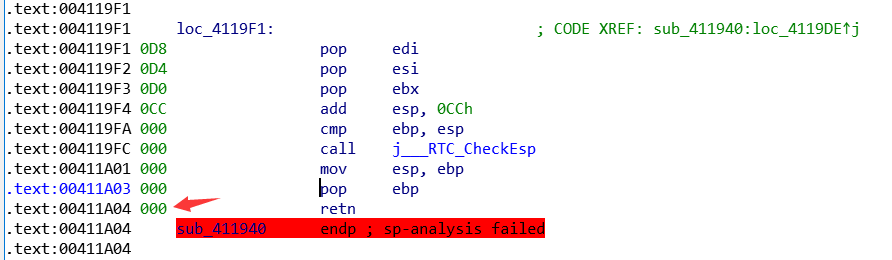 .text:004119F1
.text:004119F1 loc_4119F1: ; CODE XREF: sub_411940:loc_4119DE↑j
.text:004119F1 0D8 pop edi
.text:004119F2 0D4 pop esi
.text:004119F3 0D0 pop ebx
.text:004119F4 0CC add esp, 0CCh
.text:004119FA 000 cmp ebp, esp
.text:004119FC 000 call j___RTC_CheckEsp
.text:00411A01 000 mov esp, ebp
.text:00411A03 000 pop ebp
.text:00411A04 000 retn
.text:00411A04 sub_411940 endp ; sp-analysis failed
.text:00411A04